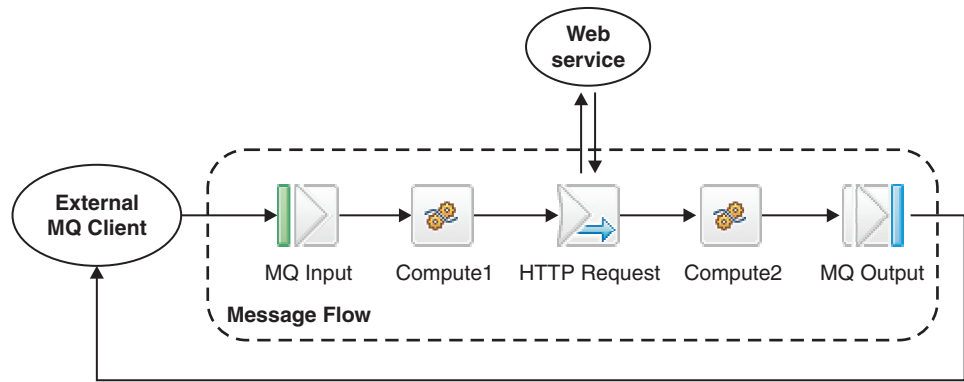 Web
service
External
MQ Client
MQ Input
Compute1
HTTP Request
Compute2
MQ Output
Message Flow